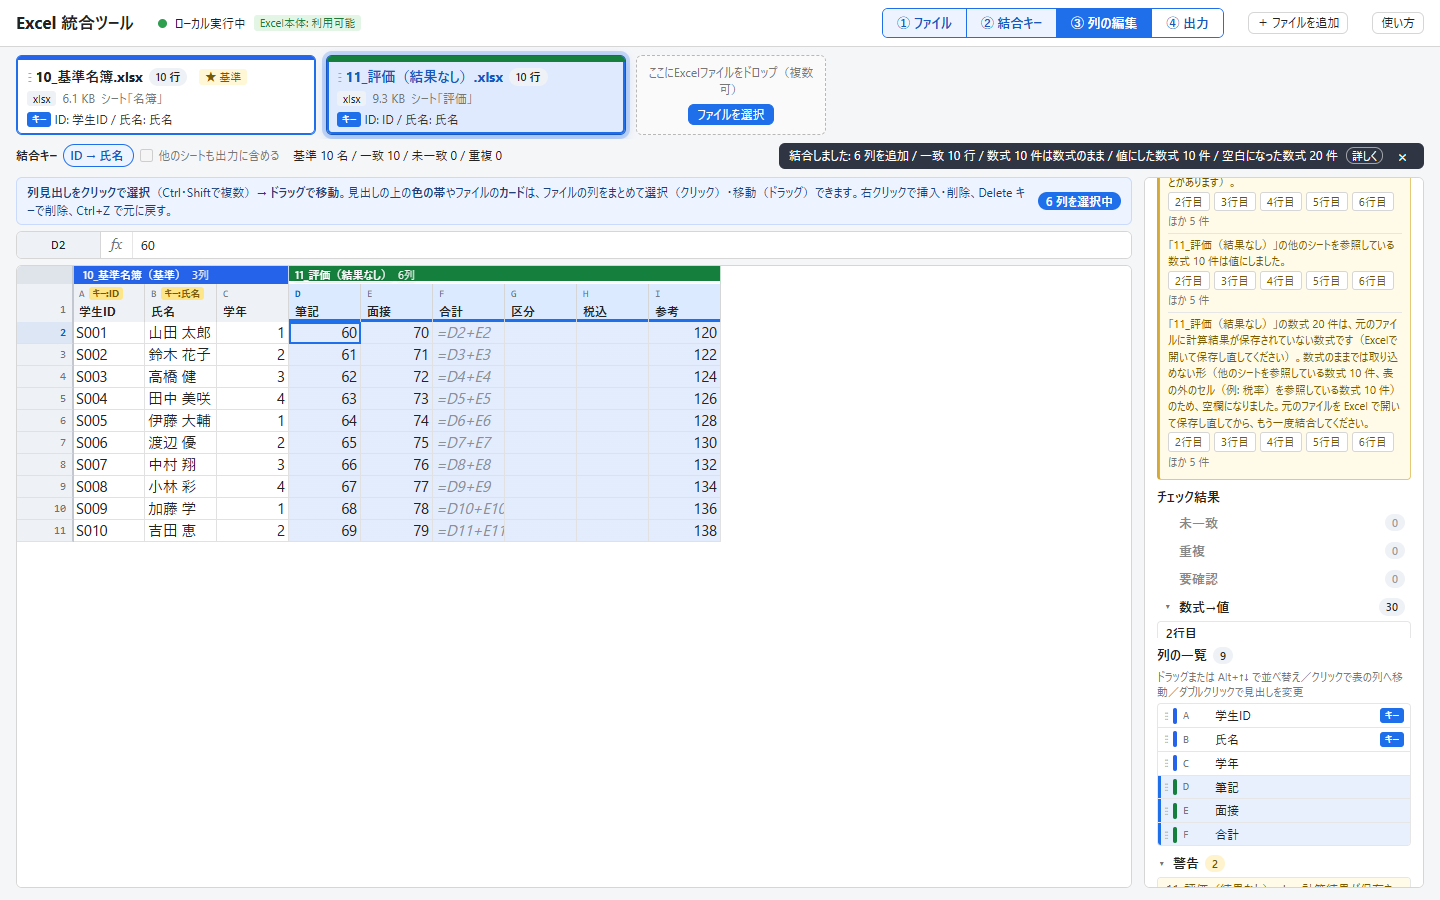 Excel 統合ツール
ローカル実行中
Excel本体: 利用可能
① ファイル
② 結合キー
③ 列の編集
④ 出力
＋ ファイルを追加
使い方
10_基準名簿.xlsx 10 行 ★ 基準
xlsx 6.1 KB シート「名簿」
キー ID: 学生ID / 氏名: 氏名
11_評価（結果なし）.xlsx 10 行
xlsx 9.3 KB シート「評価」
キー ID: ID / 氏名: 氏名
ここにExcelファイルをドロップ（複数
可）
ファイルを選択
結合キー ID → 氏名 他のシートも出力に含める 基準 10 名 / 一致 10 / 未一致 0 / 重複 0
結合しました: 6 列を追加 / 一致 10 行 / 数式 10 件は数式のまま / 値にした数式 10 件 / 空白になった数式 20 件 詳しく ×
列見出しをクリックで選択（Ctrl・Shiftで複数）→ ドラッグで移動。見出しの上の色の帯やファイルのカードは、ファイルの列をまとめて選択（クリック）・移動（ドラッグ）できます。右クリックで挿入・削除、Delete キ
ーで削除、Ctrl+Z で元に戻す。
6 列を選択中
D2 fx 60
10_基準名簿（基準） 3列 11_評価（結果なし） 6列
A キー→ID B キー→氏名 C D E F G H I
1 学生ID 氏名 学年 筆記 面接 合計 区分 税込 参考
2 S001 山田 太郎 1 60 70 =D2+E2 120
3 S002 鈴木 花子 2 61 71 =D3+E3 122
4 S003 高橋 健 3 62 72 =D4+E4 124
5 S004 田中 美咲 4 63 73 =D5+E5 126
6 S005 伊藤 大輔 1 64 74 =D6+E6 128
7 S006 渡辺 優 2 65 75 =D7+E7 130
8 S007 中村 翔 3 66 76 =D8+E8 132
9 S008 小林 彩 4 67 77 =D9+E9 134
10 S009 加藤 学 1 68 78 =D10+E10 136
11 S010 吉田 恵 2 69 79 =D11+E11 138
とがあります）。
2行目 3行目 4行目 5行目 6行目
ほか 5 件
「11_評価（結果なし）」の他のシートを参照している
数式 10 件は値にしました。
2行目 3行目 4行目 5行目 6行目
ほか 5 件
「11_評価（結果なし）」の数式 20 件は、元のファイ
ルに計算結果が保存されていない数式です（Excelで
開いて保存し直してください）。数式のままでは取り込
めない形（他のシートを参照している数式 10 件、表
の外のセル（例: 税率）を参照している数式 10 件）
のため、空欄になりました。元のファイルを Excel で開い
て保存し直してから、もう一度結合してください。
2行目 3行目 4行目 5行目 6行目
ほか 5 件
チェック結果
未一致 0
重複 0
要確認 0
▾ 数式→値 30
2行目
列の一覧 9
ドラッグまたは Alt+↑↓ で並べ替え／クリックで表の列へ移
動／ダブルクリックで見出しを変更
A 学生ID キー
B 氏名 キー
C 学年
D 筆記
E 面接
F 合計
▾ 警告 2